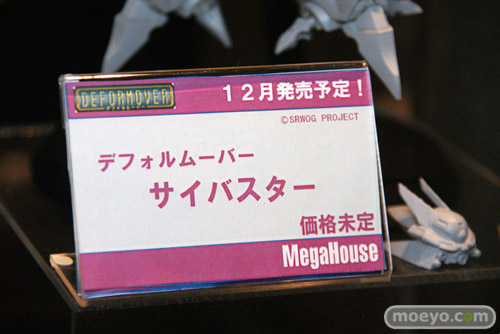 DEFORMOVER
12月発売予定!
©SRWOG PROJECT
デフォルムーバー
サイバスター
価格未定
MegaHouse
moeyo.com